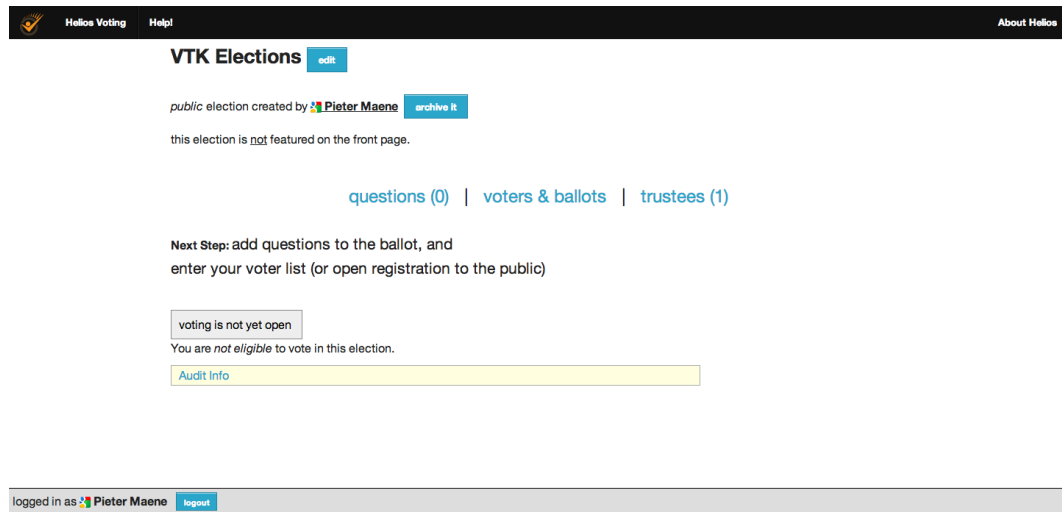 Helios Voting Help! About Helios
VTK Elections edit
public election created by Pieter Maene archive it
this election is not featured on the front page.
questions (0) | voters & ballots | trustees (1)
Next Step: add questions to the ballot, and
enter your voter list (or open registration to the public)
voting is not yet open
You are not eligible to vote in this election.
Audit Info
logged in as Pieter Maene logout